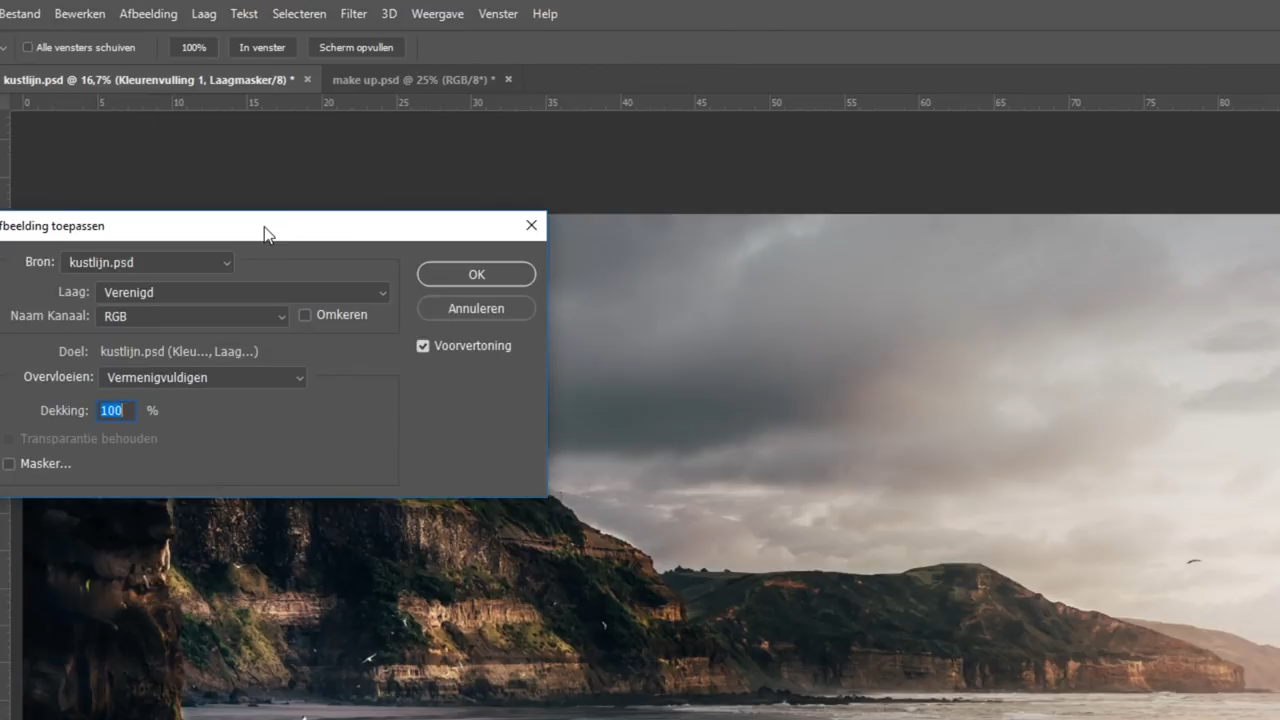 Bestand Bewerken Afbeelding Laag Tekst Selecteren Filter 3D Weergave Venster Help
Alle vensters schuiven 100% In venster Scherm opvullen
kustlijn.psd @ 16,7% (Kleurenvulling 1, Laagmasker/8) * × make up.psd @ 25% (RGB/8*) * ×
0 5 10 15 20 25 30 35 40 45 50 55 60 65 70 75 80
fbeelding toepassen
Bron: kustlijn.psd
OK
Laag: Verenigd
Naam Kanaal: RGB Omkeren
Annuleren
Voorvertoning
Doel: kustlijn.psd (Kleu..., Laag...)
Overvloeien: Vermenigvuldigen
Dekking: 100 %
Transparantie behouden
Masker...